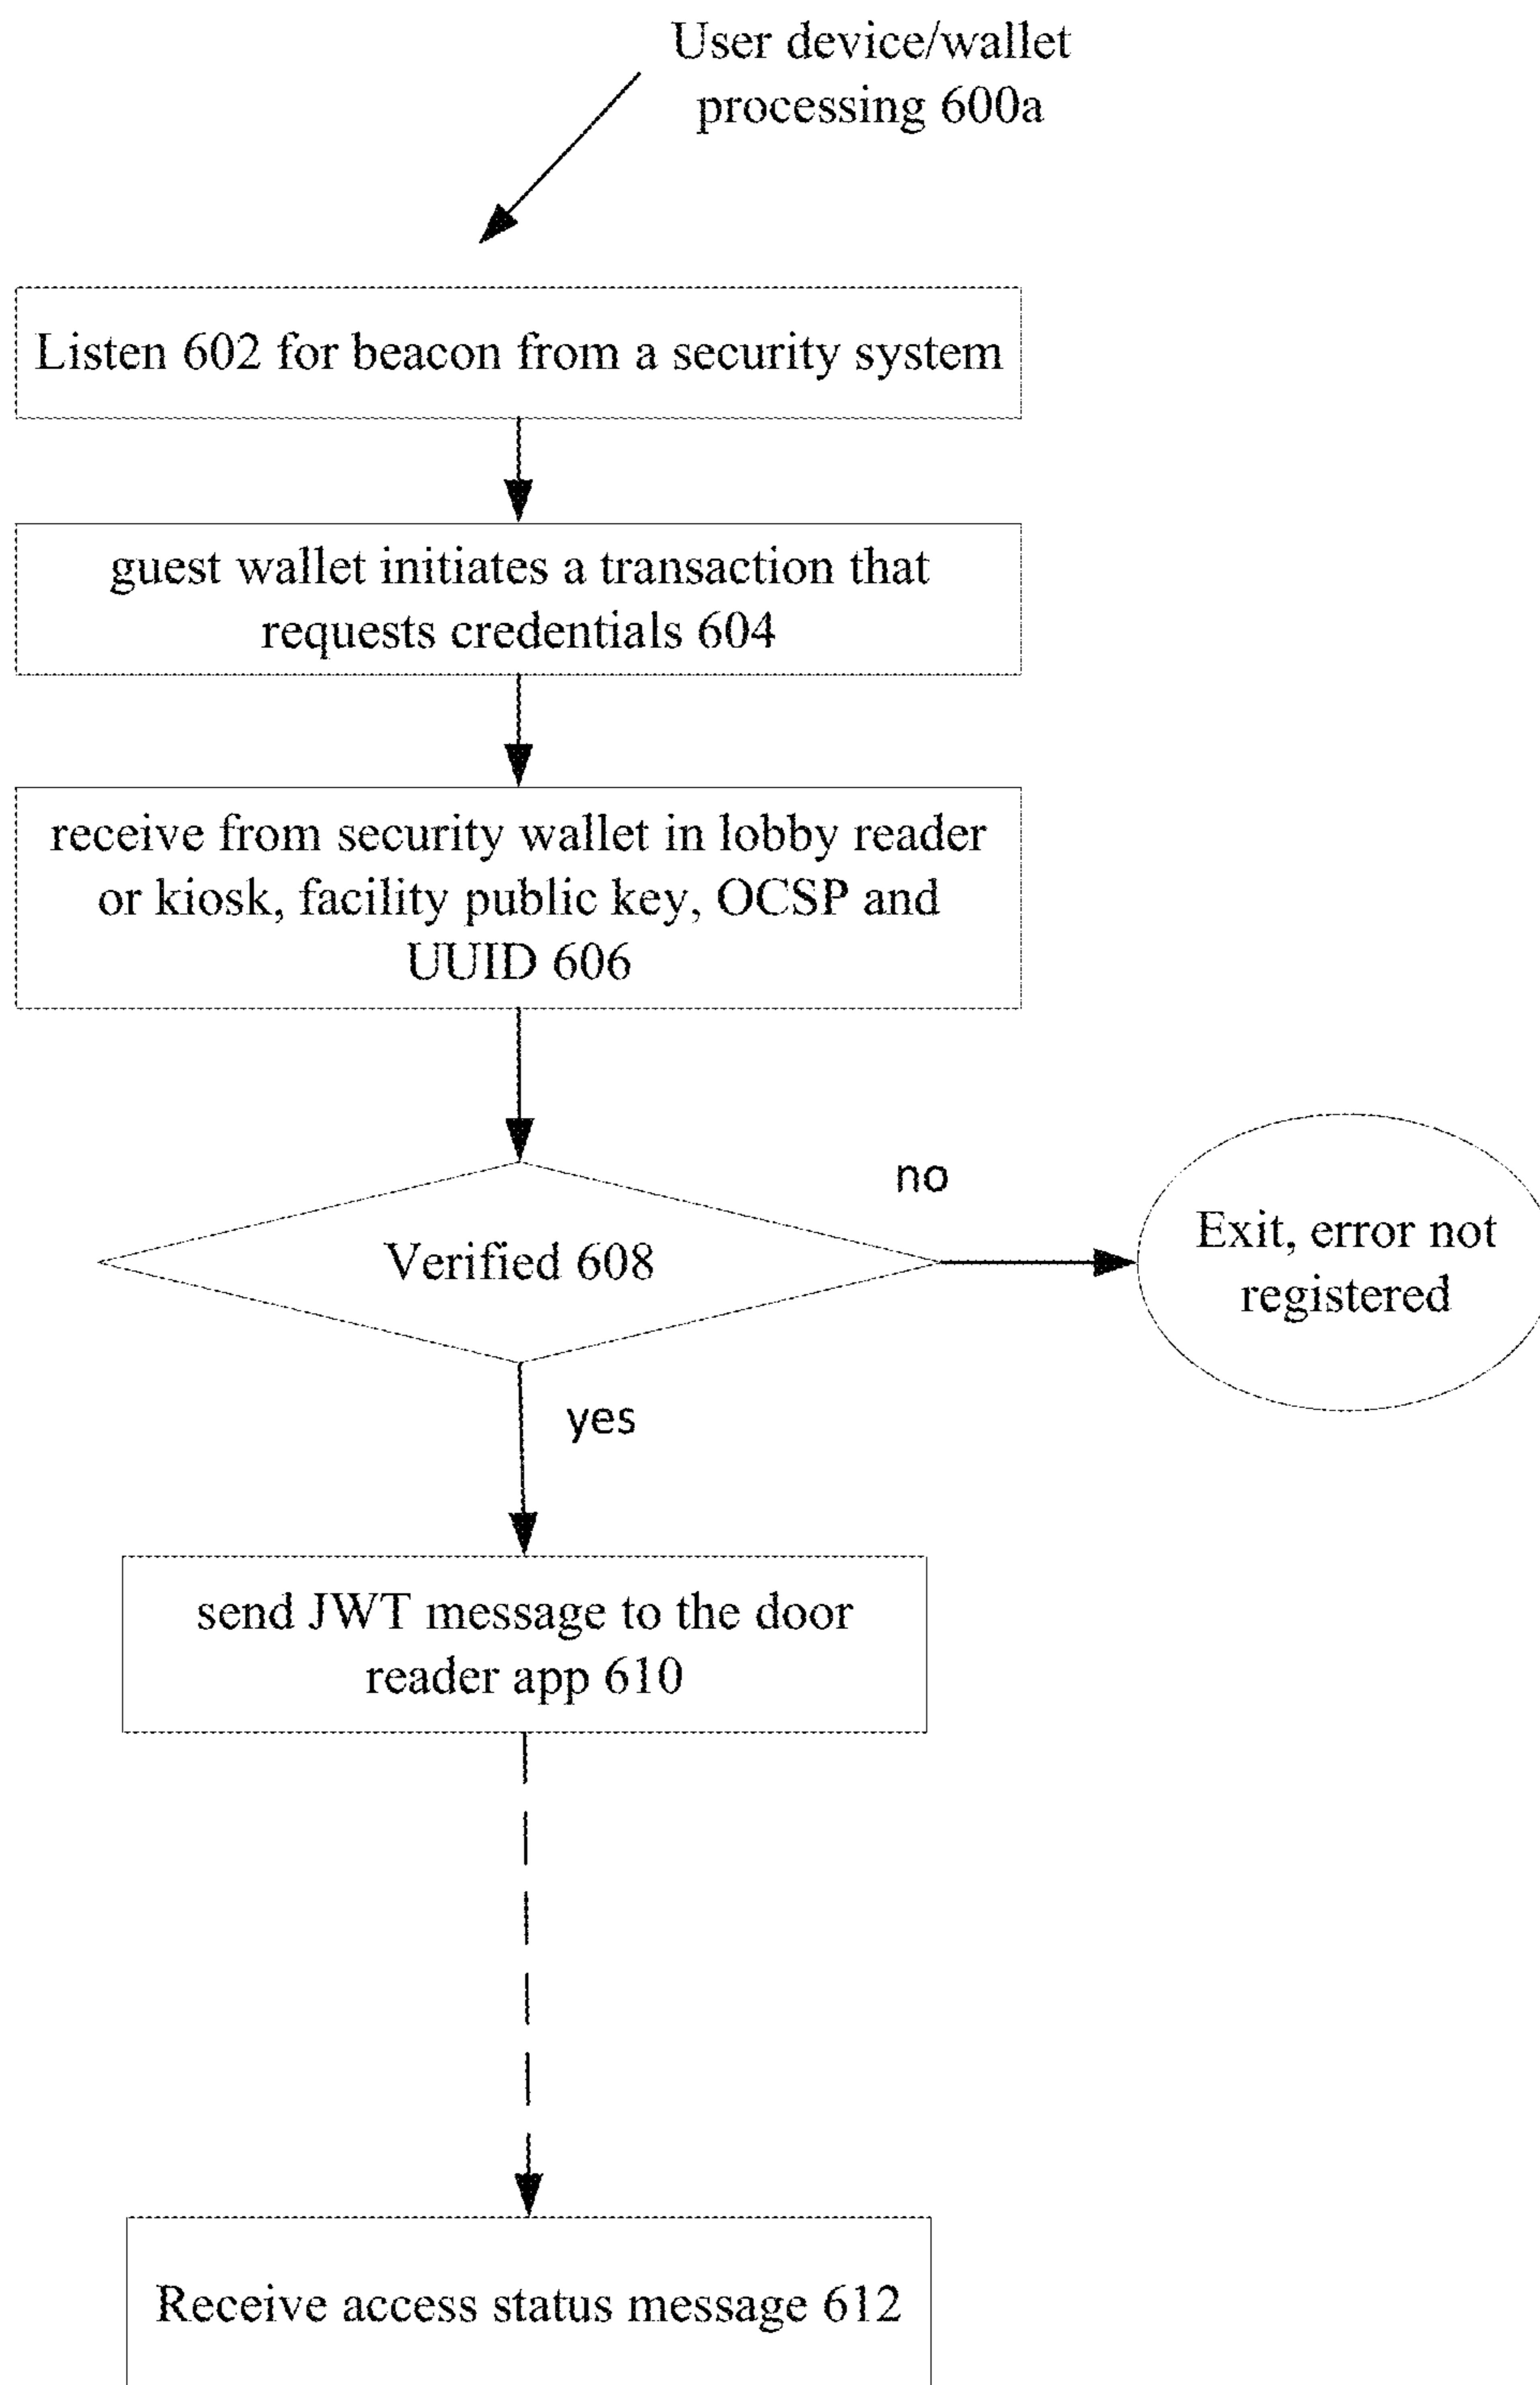 User device/wallet
processing 600a
Listen 602 for beacon from a security system
guest wallet initiates a transaction that
requests credentials 604
receive from security wallet in lobby reader
or kiosk, facility public key, OCSP and
UUID 606
no
Verified 608
Exit, error not
registered
yes
send JWT message to the door
reader app 610
Receive access status message 612